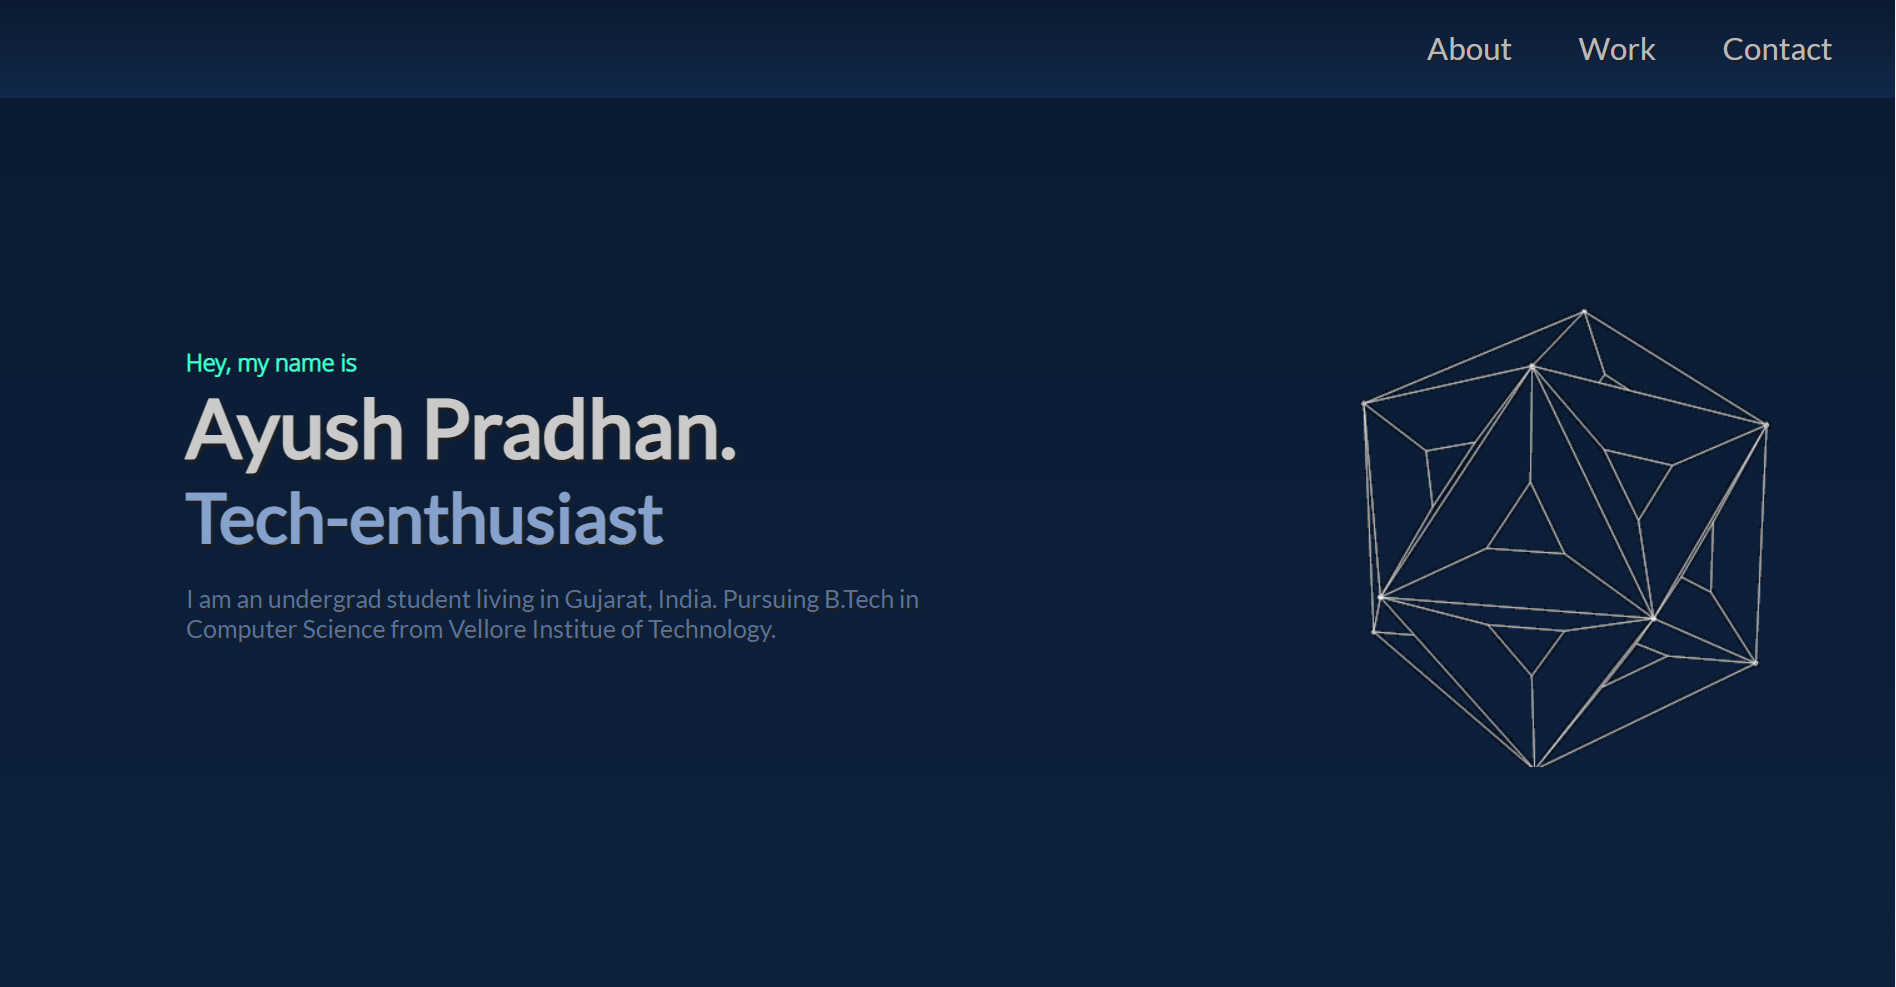 About Work Contact
Hey, my name is
Ayush Pradhan.
Tech-enthusiast
I am an undergrad student living in Gujarat, India. Pursuing B.Tech in
Computer Science from Vellore Institue of Technology.